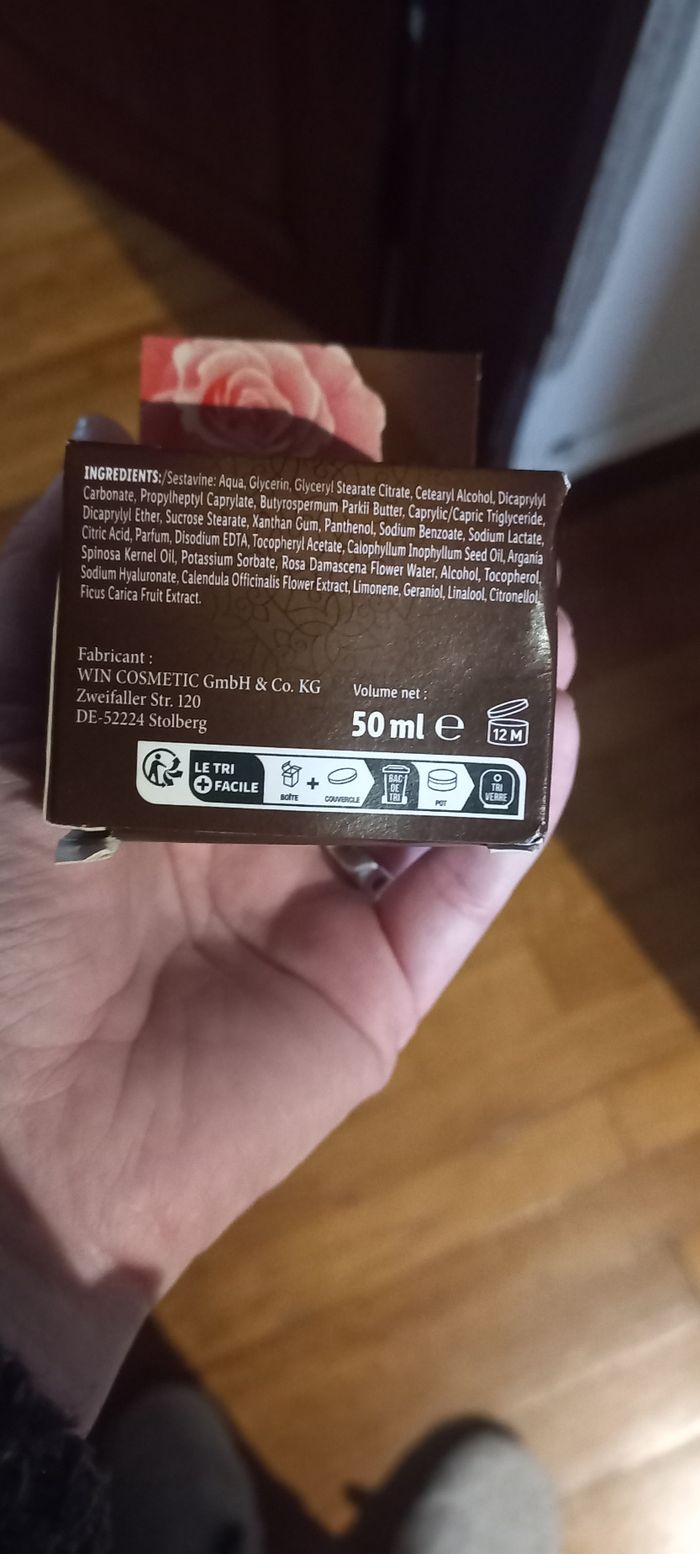 INGREDIENTS:/Sestavine: Aqua, Glycerin, Glyceryl Stearate Citrate, Cetearyl Alcohol, Dicaprylyl
Carbonate, Propylheptyl Caprylate, Butyrospermum Parkii Butter, Caprylic/Capric Triglyceride,
Dicaprylyl Ether, Sucrose Stearate, Xanthan Gum, Panthenol, Sodium Benzoate, Sodium Lactate,
Citric Acid, Parfum, Disodium EDTA, Tocopheryl Acetate, Calophyllum Inophyllum Seed Oil, Argania
Spinosa Kernel Oil, Potassium Sorbate, Rosa Damascena Flower Water, Alcohol, Tocopherol,
Sodium Hyaluronate, Calendula Officinalis Flower Extract, Limonene, Geraniol, Linalool, Citronellol,
Ficus Carica Fruit Extract.
Fabricant :
WIN COSMETIC GmbH & Co. KG
Zweifaller Str. 120
DE-52224 Stolberg
Volume net :
50 ml e
12 M
LE TRI
+ FACILE
BOÎTE
+
COUVERCLE
BAC
DE
TRI
POT
TRI
VERRE